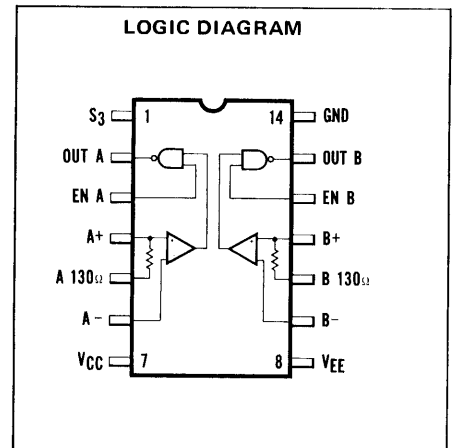 LOGIC DIAGRAM
S3 1 14 GND
OUT A OUT B
EN A EN B
A+ B+
A 130Ω B 130Ω
A- B-
VCC 7 8 VEE